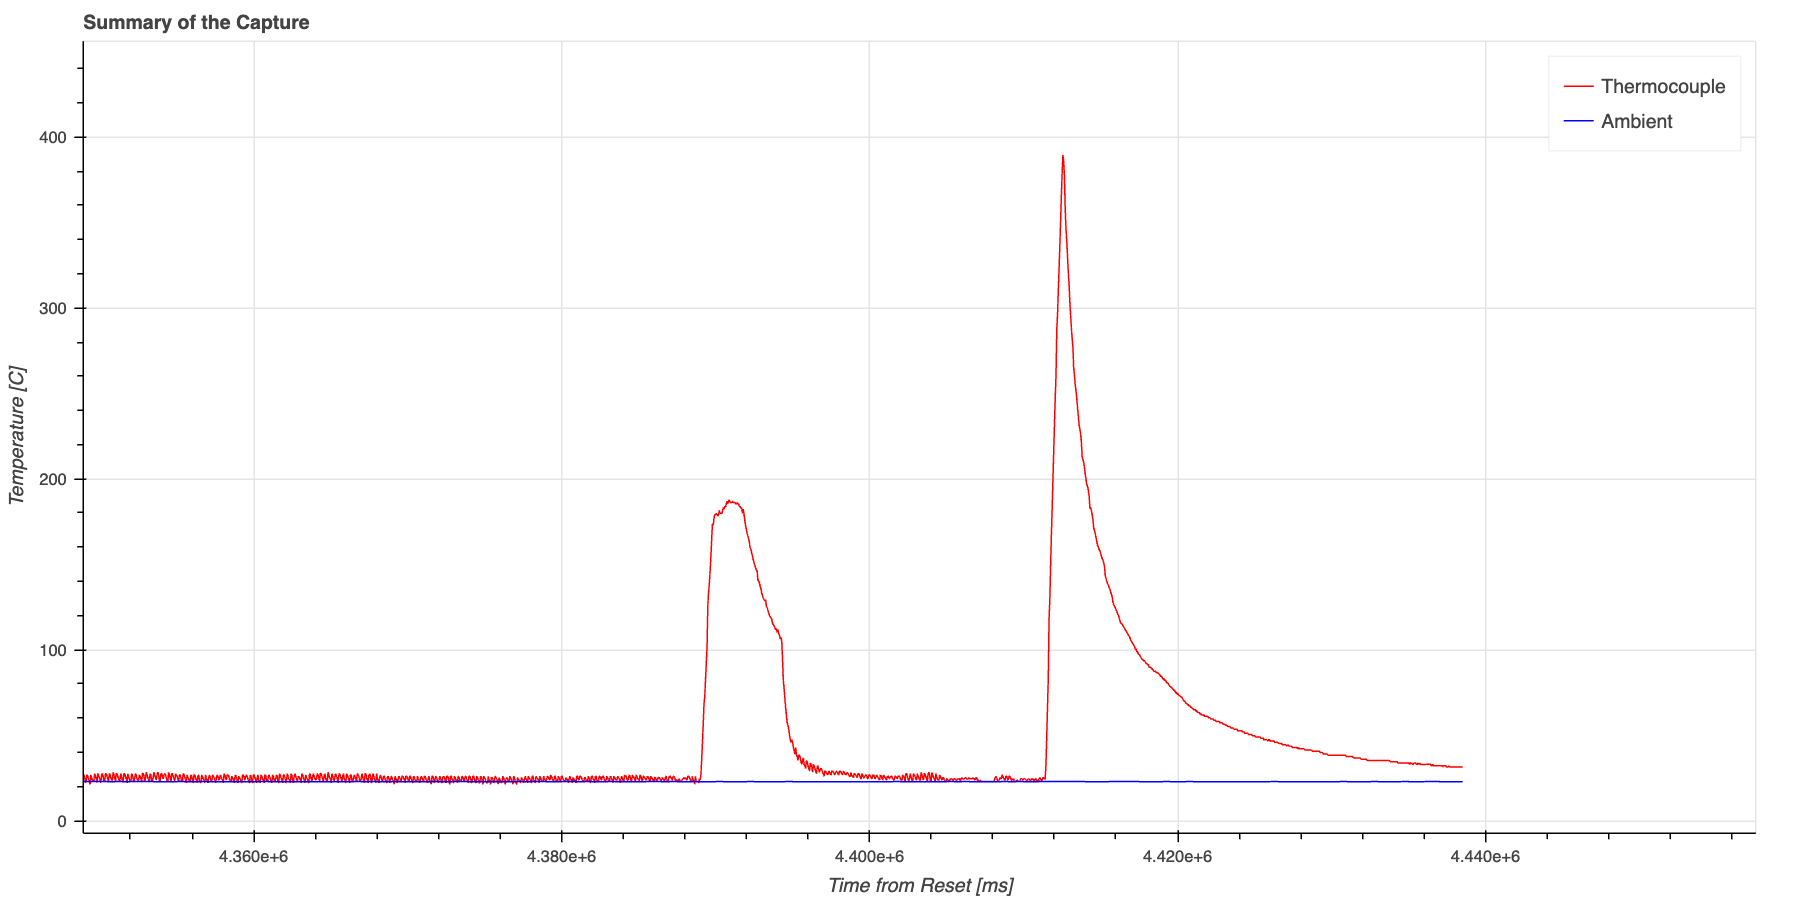 Summary of the Capture
Thermocouple
Ambient
400
300
200
100
0
Temperature [C]
4.360e+6 4.380e+6 4.400e+6 4.420e+6 4.440e+6
Time from Reset [ms]